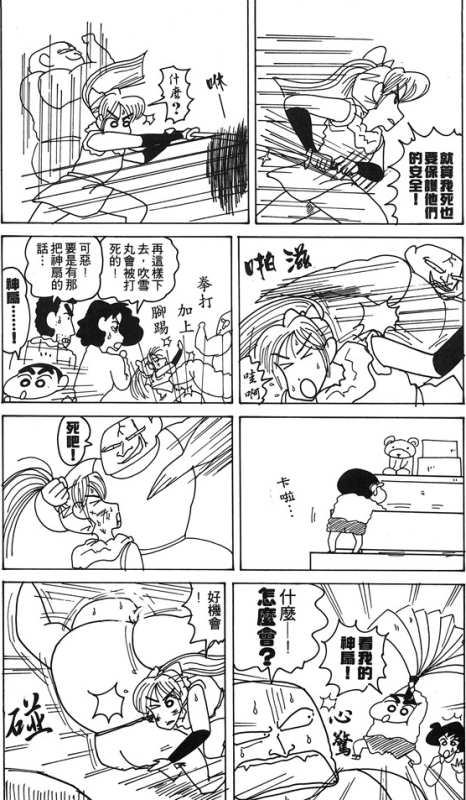 就算我死也
要保護他們
的安全！
咻
什麼？
滋
啪
哇啊
拳打
加上
腳踢
再這樣下
去，吹雪
丸會被打
死的！
可惡！
要是有那
把神扇的
話…
神扇……！
卡啦…
死吧！
看我的
神扇！
心驚
什麼—！
怎麼會？
好機會
！
碰